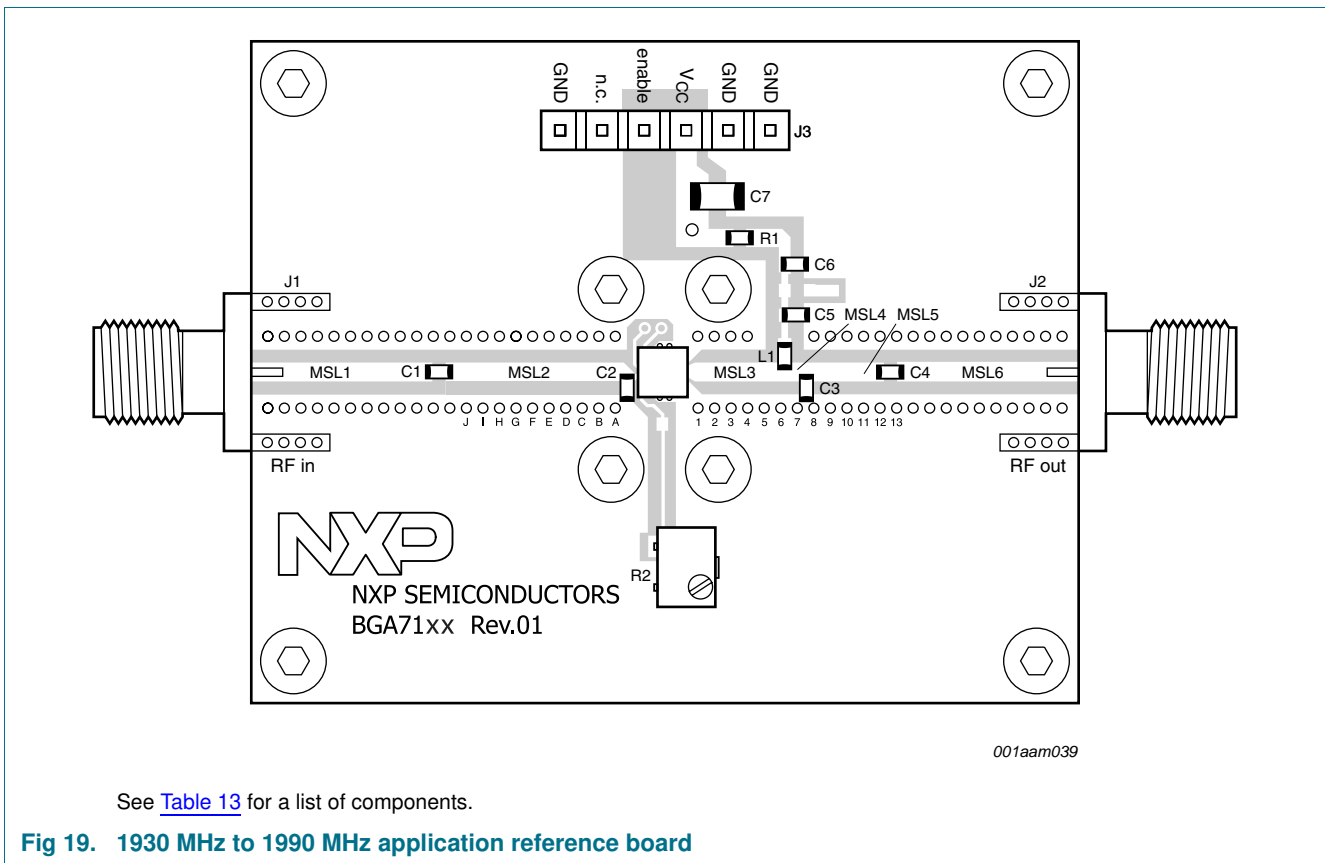 GND
n.c.
enable
VCC
GND
GND
J3
C7
R1
C6
J1
J2
C5
MSL4
MSL5
L1
MSL1
C1
MSL2
C2
MSL3
C3
C4
MSL6
J I H G F E D C B A
1 2 3 4 5 6 7 8 9 10 11 12 13
RF in
RF out
NXP
R2
NXP SEMICONDUCTORS
BGA71xx Rev.01
001aam039
See Table 13 for a list of components.
Fig 19. 1930 MHz to 1990 MHz application reference board